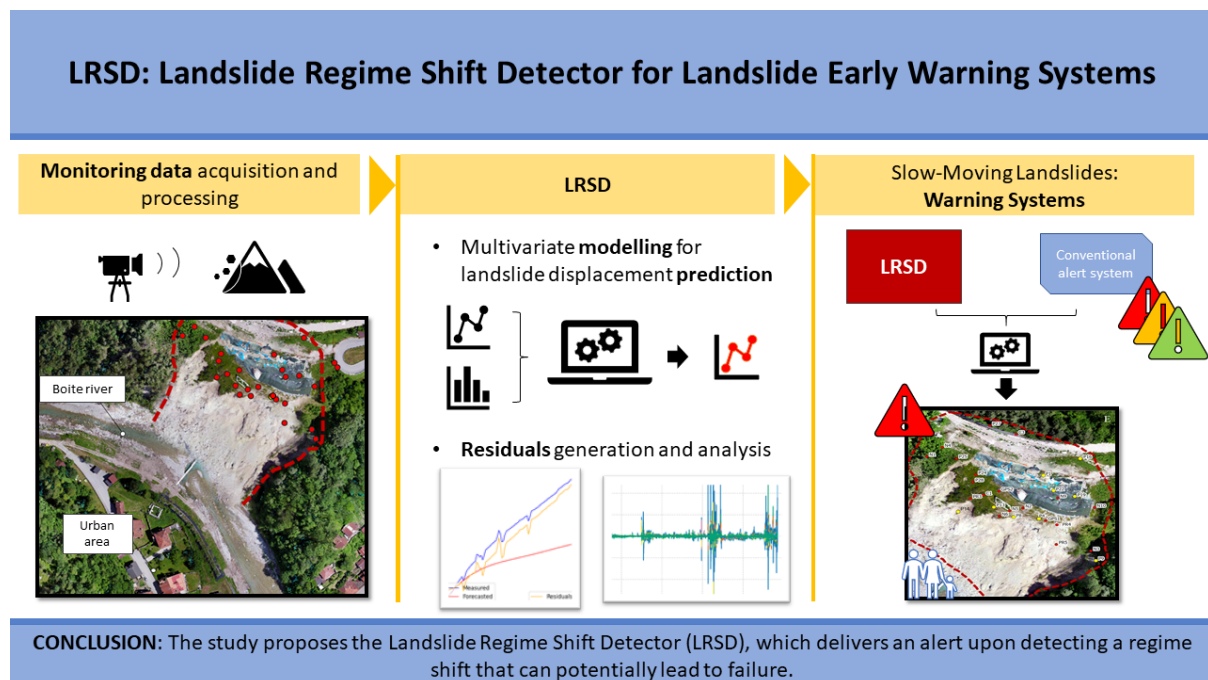 LRSD: Landslide Regime Shift Detector for Landslide Early Warning Systems
Monitoring data acquisition and
processing
Boite river
Urban
area
LRSD
• Multivariate modelling for
landslide displacement prediction
• Residuals generation and analysis
Measured
Forecasted
Residuals
Slow-Moving Landslides:
Warning Systems
LRSD
Conventional
alert system
CONCLUSION: The study proposes the Landslide Regime Shift Detector (LRSD), which delivers an alert upon detecting a regime
shift that can potentially lead to failure.